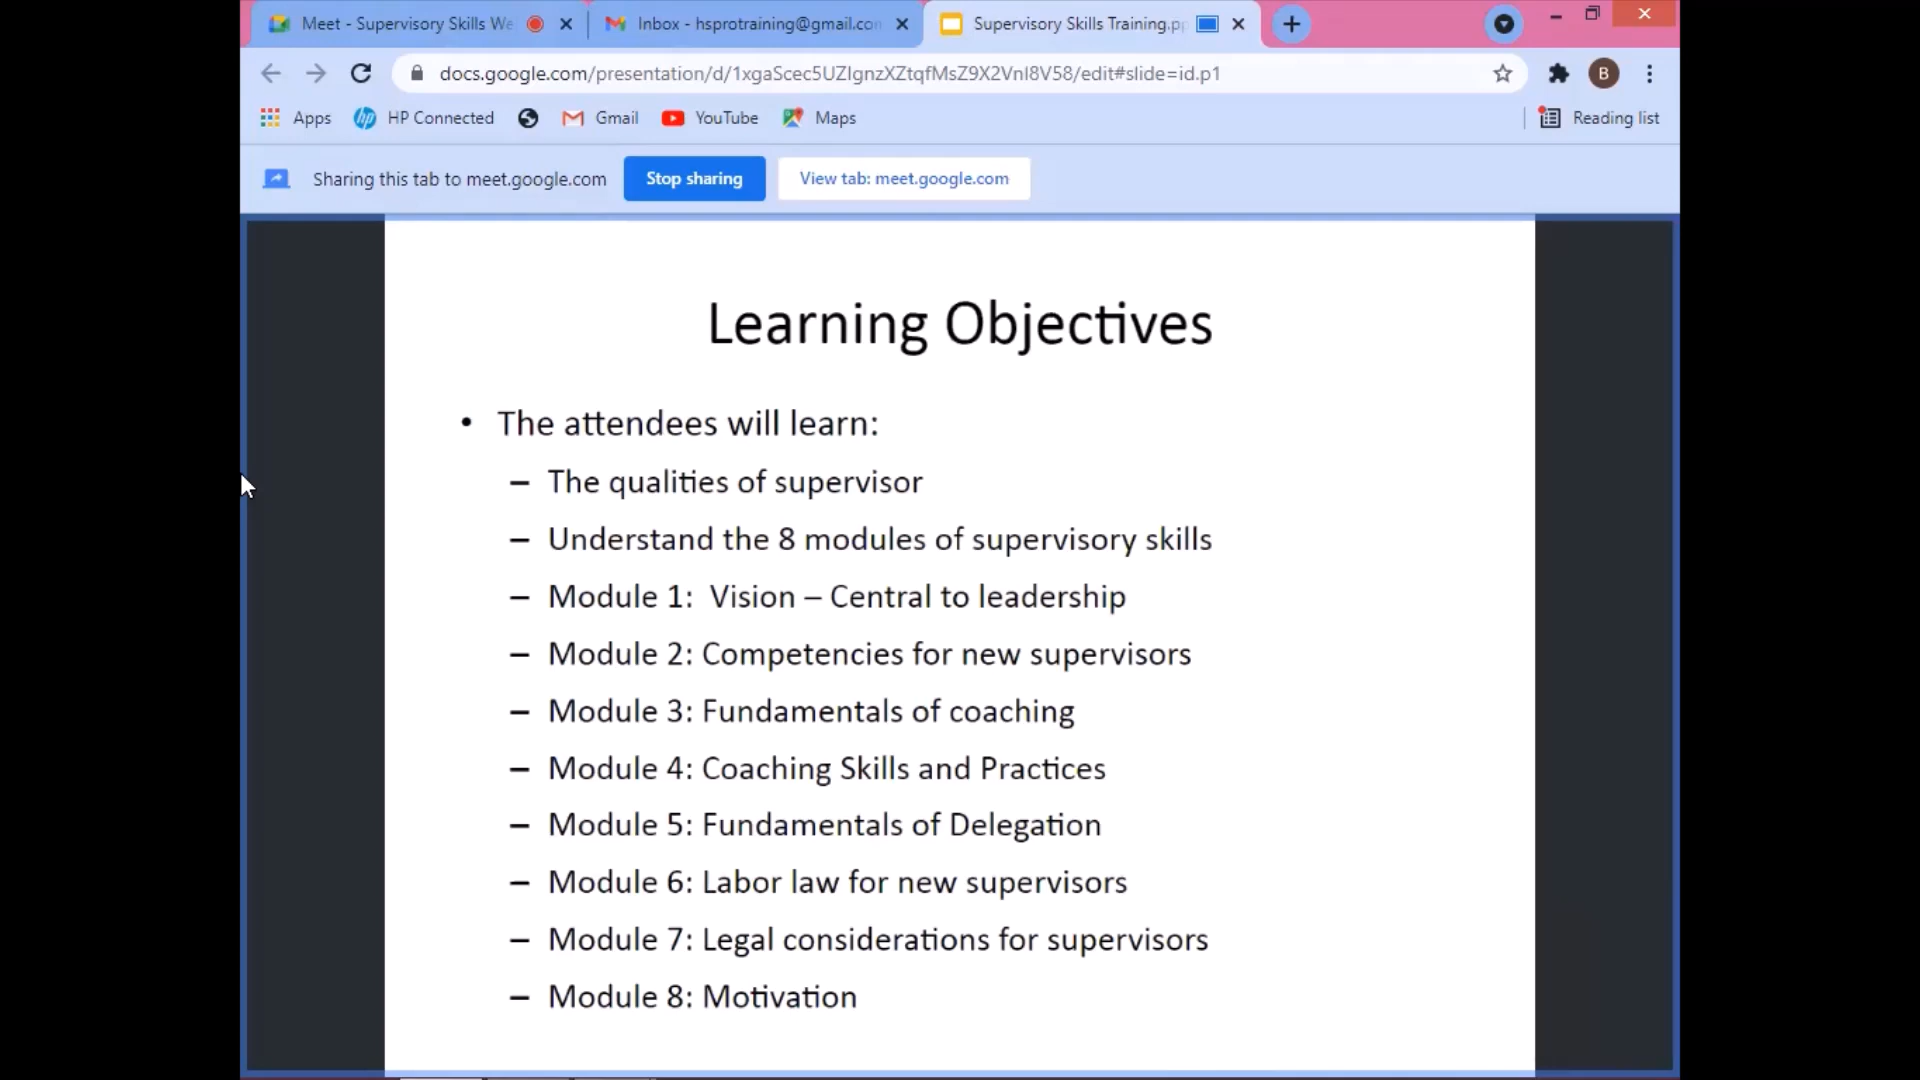 Meet - Supervisory Skills We
Inbox - hsprotraining@gmail.com
Supervisory Skills Training.pp
docs.google.com/presentation/d/1xgaScec5UZIgnzXZtqfMsZ9X2VnI8V58/edit#slide=id.p1
B
Apps
HP Connected
Gmail
YouTube
Maps
Reading list
Sharing this tab to meet.google.com
Stop sharing
View tab: meet.google.com
Learning Objectives
• The attendees will learn:
– The qualities of supervisor
– Understand the 8 modules of supervisory skills
– Module 1:  Vision – Central to leadership
– Module 2: Competencies for new supervisors
– Module 3: Fundamentals of coaching
– Module 4: Coaching Skills and Practices
– Module 5: Fundamentals of Delegation
– Module 6: Labor law for new supervisors
– Module 7: Legal considerations for supervisors
– Module 8: Motivation